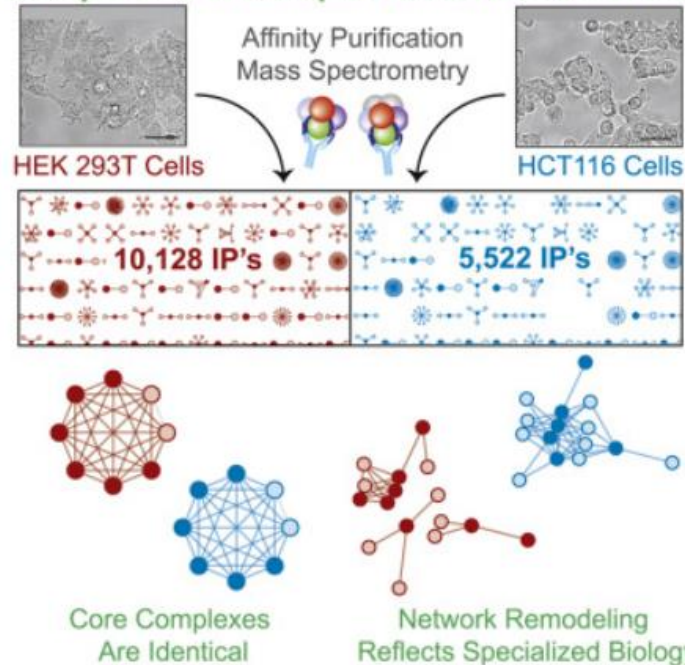 Affinity Purification
Mass Spectrometry
HEK 293T Cells
HCT116 Cells
10,128 IP's
5,522 IP's
Core Complexes
Are Identical
Network Remodeling
Reflects Specialized Biology